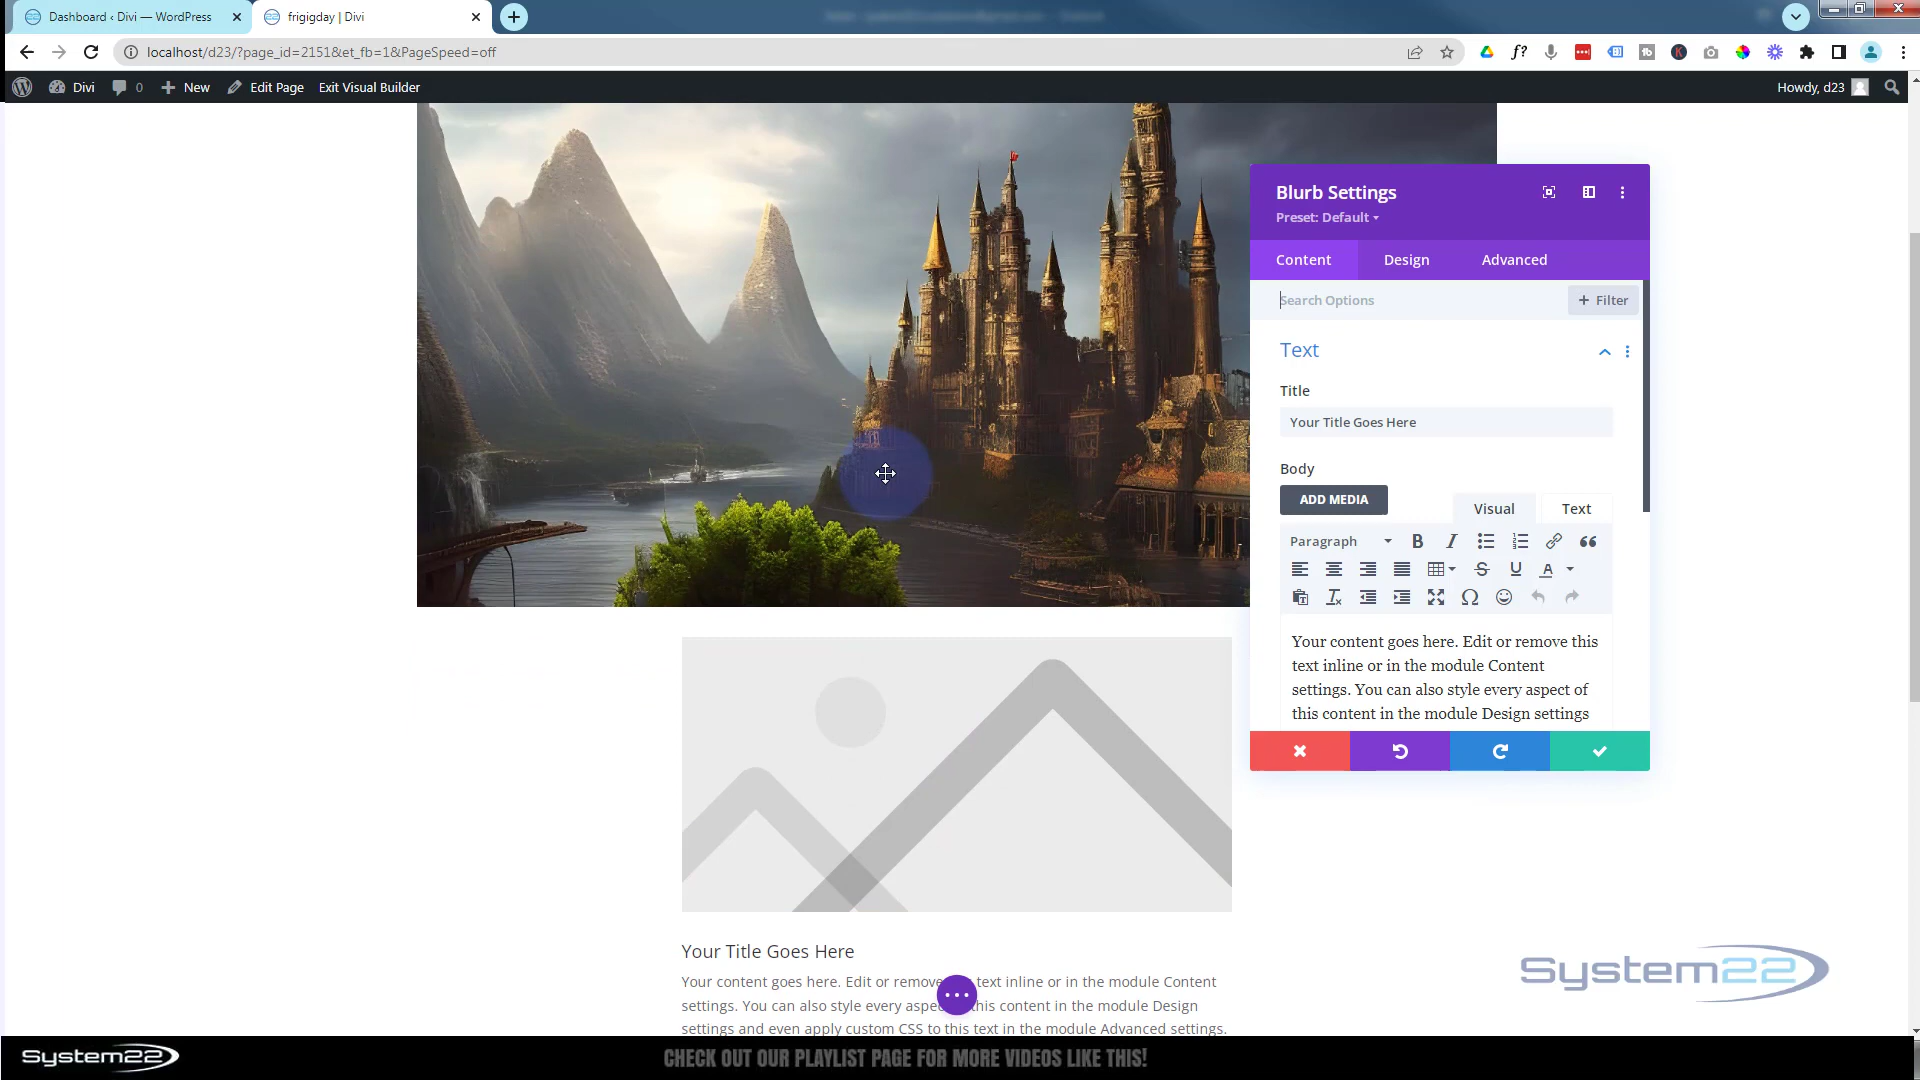 Dashboard ‹ Divi — WordPress
frigigday | Divi
localhost/d23/?page_id=2151&et_fb=1&PageSpeed=off
Divi
0
New
Edit Page
Exit Visual Builder
Howdy, d23
Blurb Settings
Preset: Default
Content
Design
Advanced
Search Options
+ Filter
Text
Title
Your Title Goes Here
Body
ADD MEDIA
Visual
Text
Paragraph
Your content goes here. Edit or remove this
text inline or in the module Content
settings. You can also style every aspect of
this content in the module Design settings
Your Title Goes Here
Your content goes here. Edit or remove text inline or in the module Content
settings. You can also style every aspe this content in the module Design
settings and even apply custom CSS to this text in the module Advanced settings.
System22
System22
CHECK OUT OUR PLAYLIST PAGE FOR MORE VIDEOS LIKE THIS!